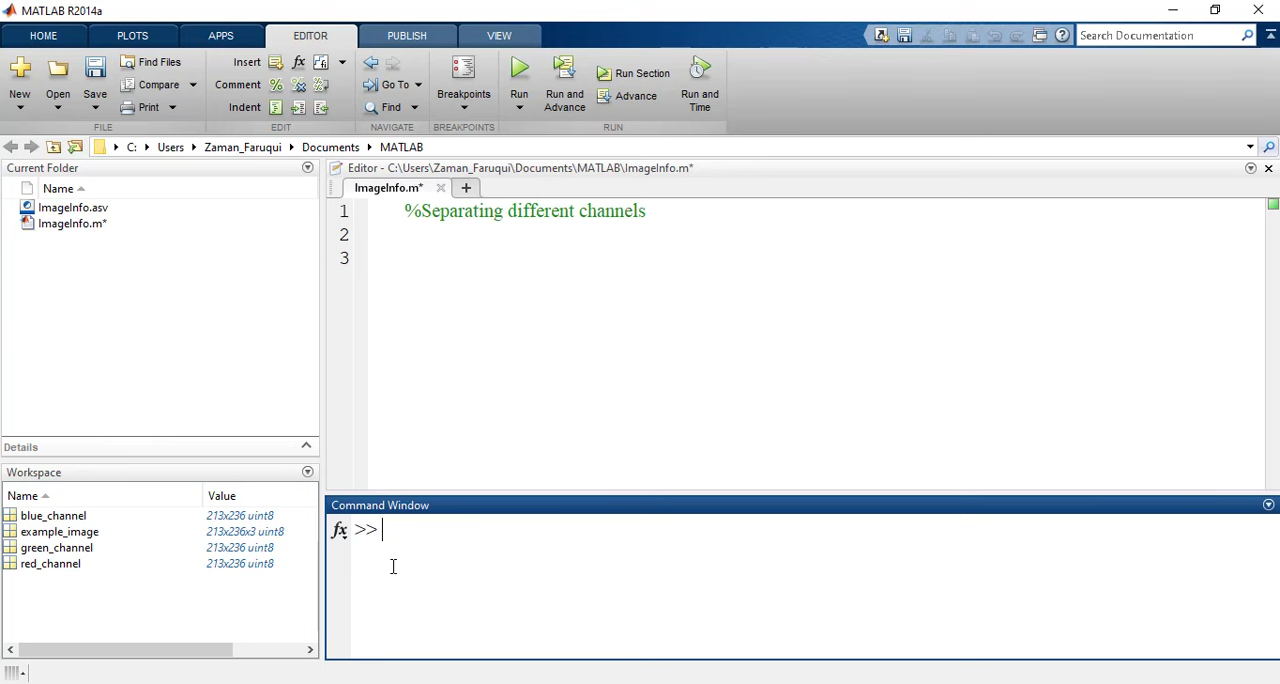 MATLAB R2014a
HOME PLOTS APPS EDITOR PUBLISH VIEW Search Documentation
New Open Save Find Files Compare Print
Insert fx
Comment
Indent
Go To
Find
Breakpoints
Run Run and Advance Run Section Advance Run and Time
FILE EDIT NAVIGATE BREAKPOINTS RUN
C: Users Zaman_Faruqui Documents MATLAB
Current Folder
Name
ImageInfo.asv
ImageInfo.m*
Details
Workspace
Name Value
blue_channel 213x236 uint8
example_image 213x236x3 uint8
green_channel 213x236 uint8
red_channel 213x236 uint8
Editor - C:\Users\Zaman_Faruqui\Documents\MATLAB\ImageInfo.m*
ImageInfo.m*
1 %Separating different channels
2
3
Command Window
fx >>